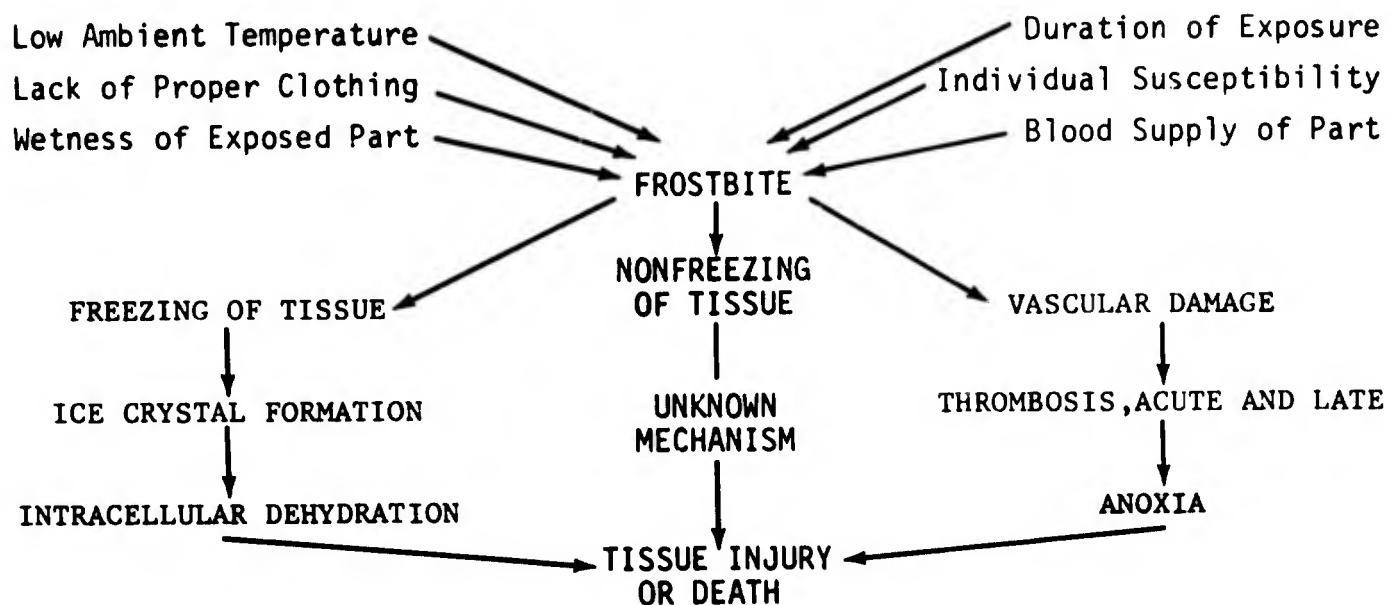 Low Ambient Temperature
Lack of Proper Clothing
Wetness of Exposed Part
Duration of Exposure
Individual Susceptibility
Blood Supply of Part
FROSTBITE
FREEZING OF TISSUE
ICE CRYSTAL FORMATION
INTRACELLULAR DEHYDRATION
NONFREEZING
OF TISSUE
UNKNOWN
MECHANISM
VASCULAR DAMAGE
THROMBOSIS,ACUTE AND LATE
ANOXIA
TISSUE INJURY
OR DEATH